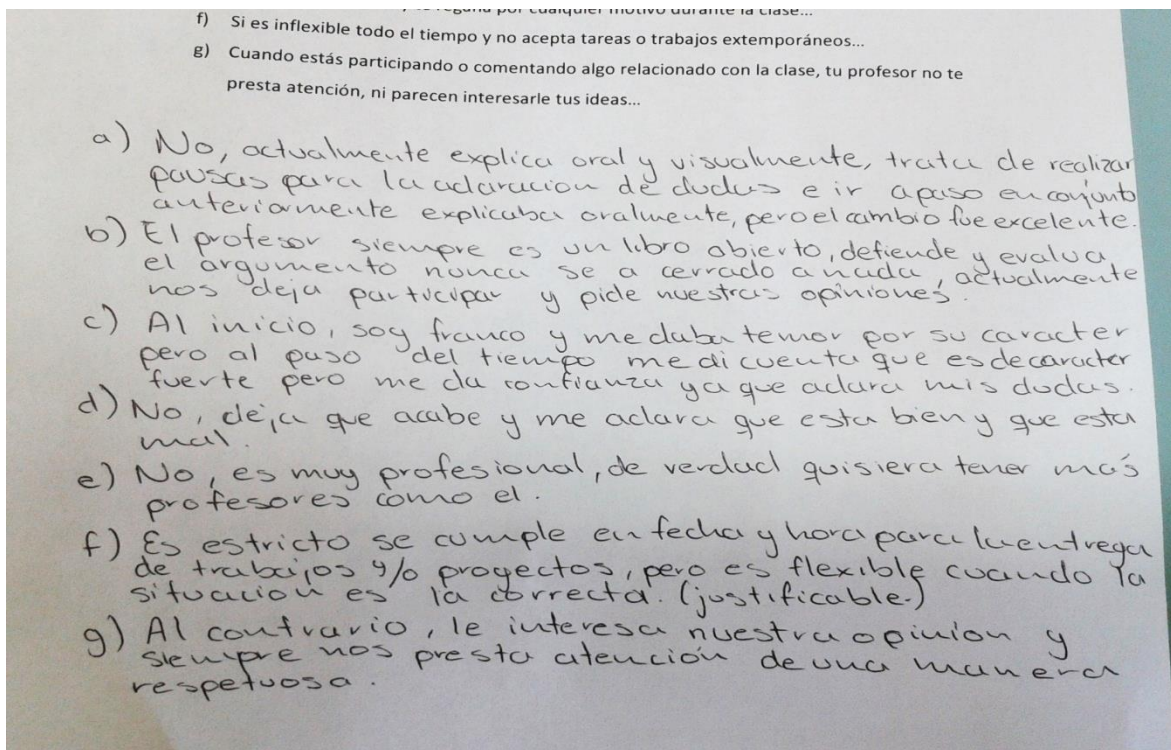 regaña por cualquier motivo durante la clase...
f) Si es inflexible todo el tiempo y no acepta tareas o trabajos extemporáneos...
g) Cuando estás participando o comentando algo relacionado con la clase, tu profesor no te
presta atención, ni parecen interesarle tus ideas...
a) No, actualmente explica oral y visualmente, trata de realizar
pausas para la aclaracion de dudas e ir a paso en conjunto
anteriormente explicaba oralmente, pero el cambio fue excelente.
b) El profesor siempre es un libro abierto, defiende y evalua
el argumento nunca se a cerrado a nada, actualmente
nos deja participar y pide nuestras opiniones.
c) Al inicio, soy franco y me daba temor por su caracter
pero al paso del tiempo me di cuenta que es de caracter
fuerte pero me da confianza ya que aclara mis dudas.
d) No, deja que acabe y me aclara que esta bien y que esta
mal.
e) No, es muy profesional, de verdad quisiera tener más
profesores como el.
f) Es estricto se cumple en fecha y hora para la entrega
de trabajos y/o proyectos, pero es flexible cuando la
situacion es la correcta. (justificable.)
g) Al contrario, le interesa nuestra opinion y
siempre nos presta atención de una manera
respetuosa.